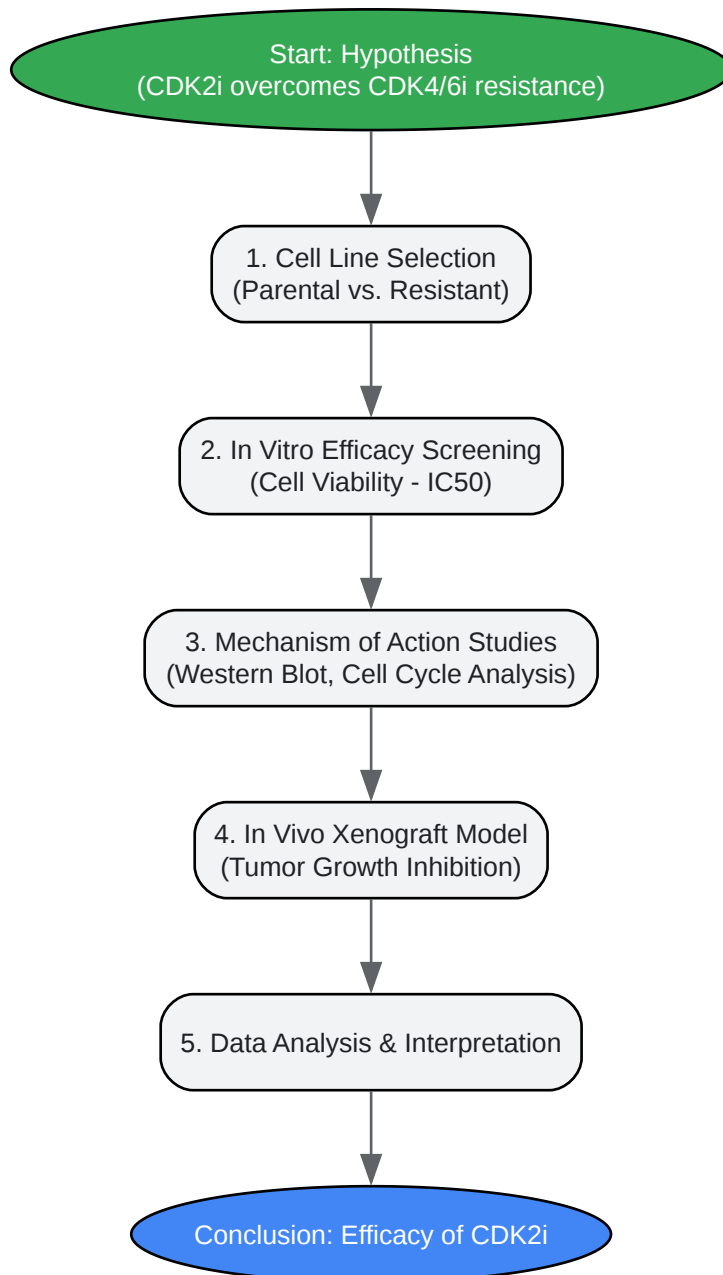 Start: Hypothesis
(CDK2i overcomes CDK4/6i resistance)
1. Cell Line Selection
(Parental vs. Resistant)
2. In Vitro Efficacy Screening
(Cell Viability - IC50)
3. Mechanism of Action Studies
(Western Blot, Cell Cycle Analysis)
4. In Vivo Xenograft Model
(Tumor Growth Inhibition)
5. Data Analysis & Interpretation
Conclusion: Efficacy of CDK2i